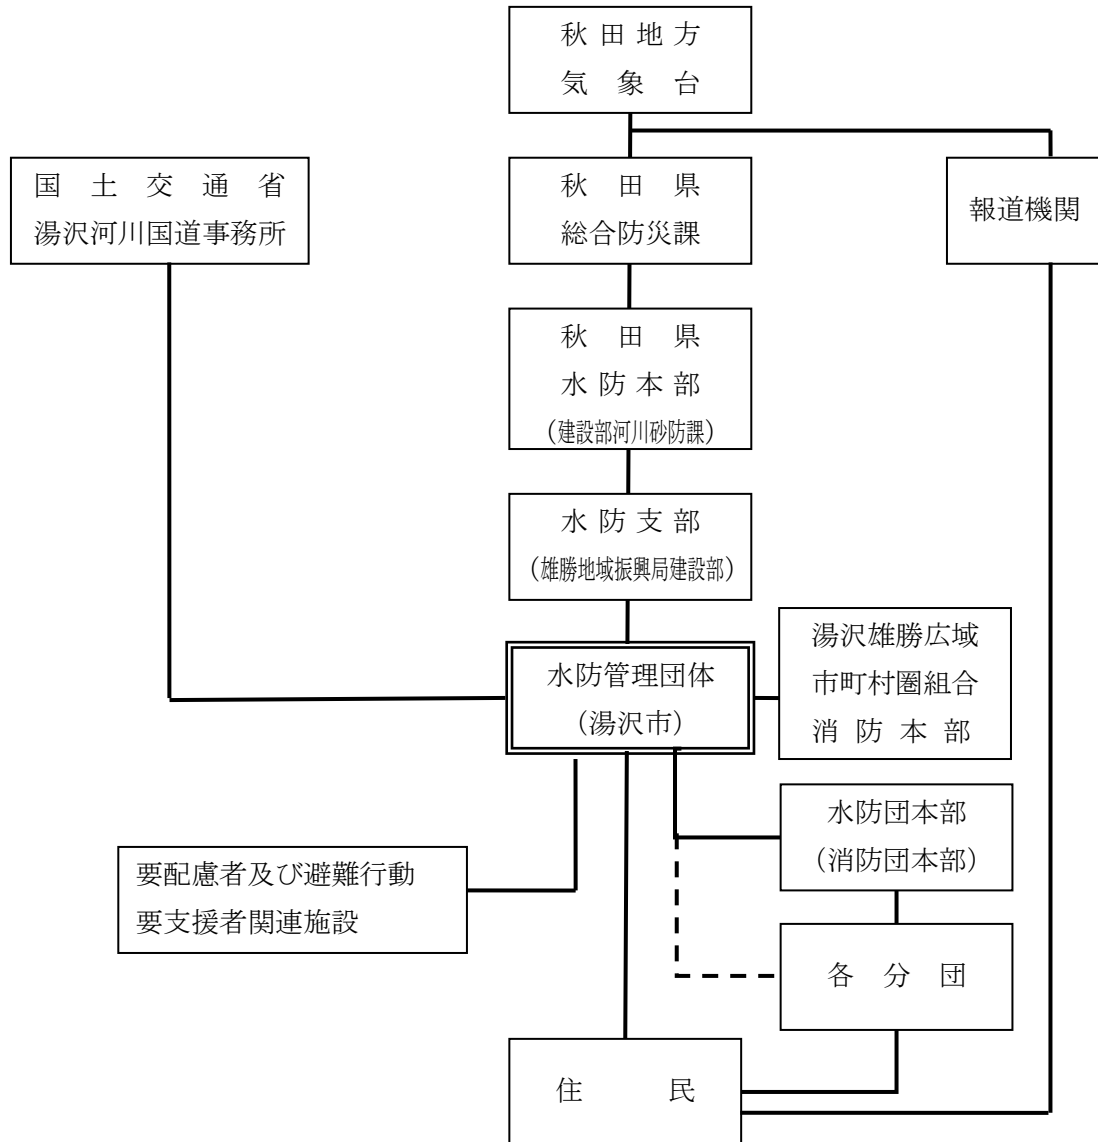 秋田地方
気象台
国土交通省
湯沢河川国道事務所
秋田県
総合防災課
報道機関
秋田県
水防本部
(建設部河川砂防課)
水防支部
(雄勝地域振興局建設部)
水防管理団体
(湯沢市)
湯沢雄勝広域
市町村圏組合
消防本部
水防団本部
(消防団本部)
要配慮者及び避難行動
要支援者関連施設
各分団
住民